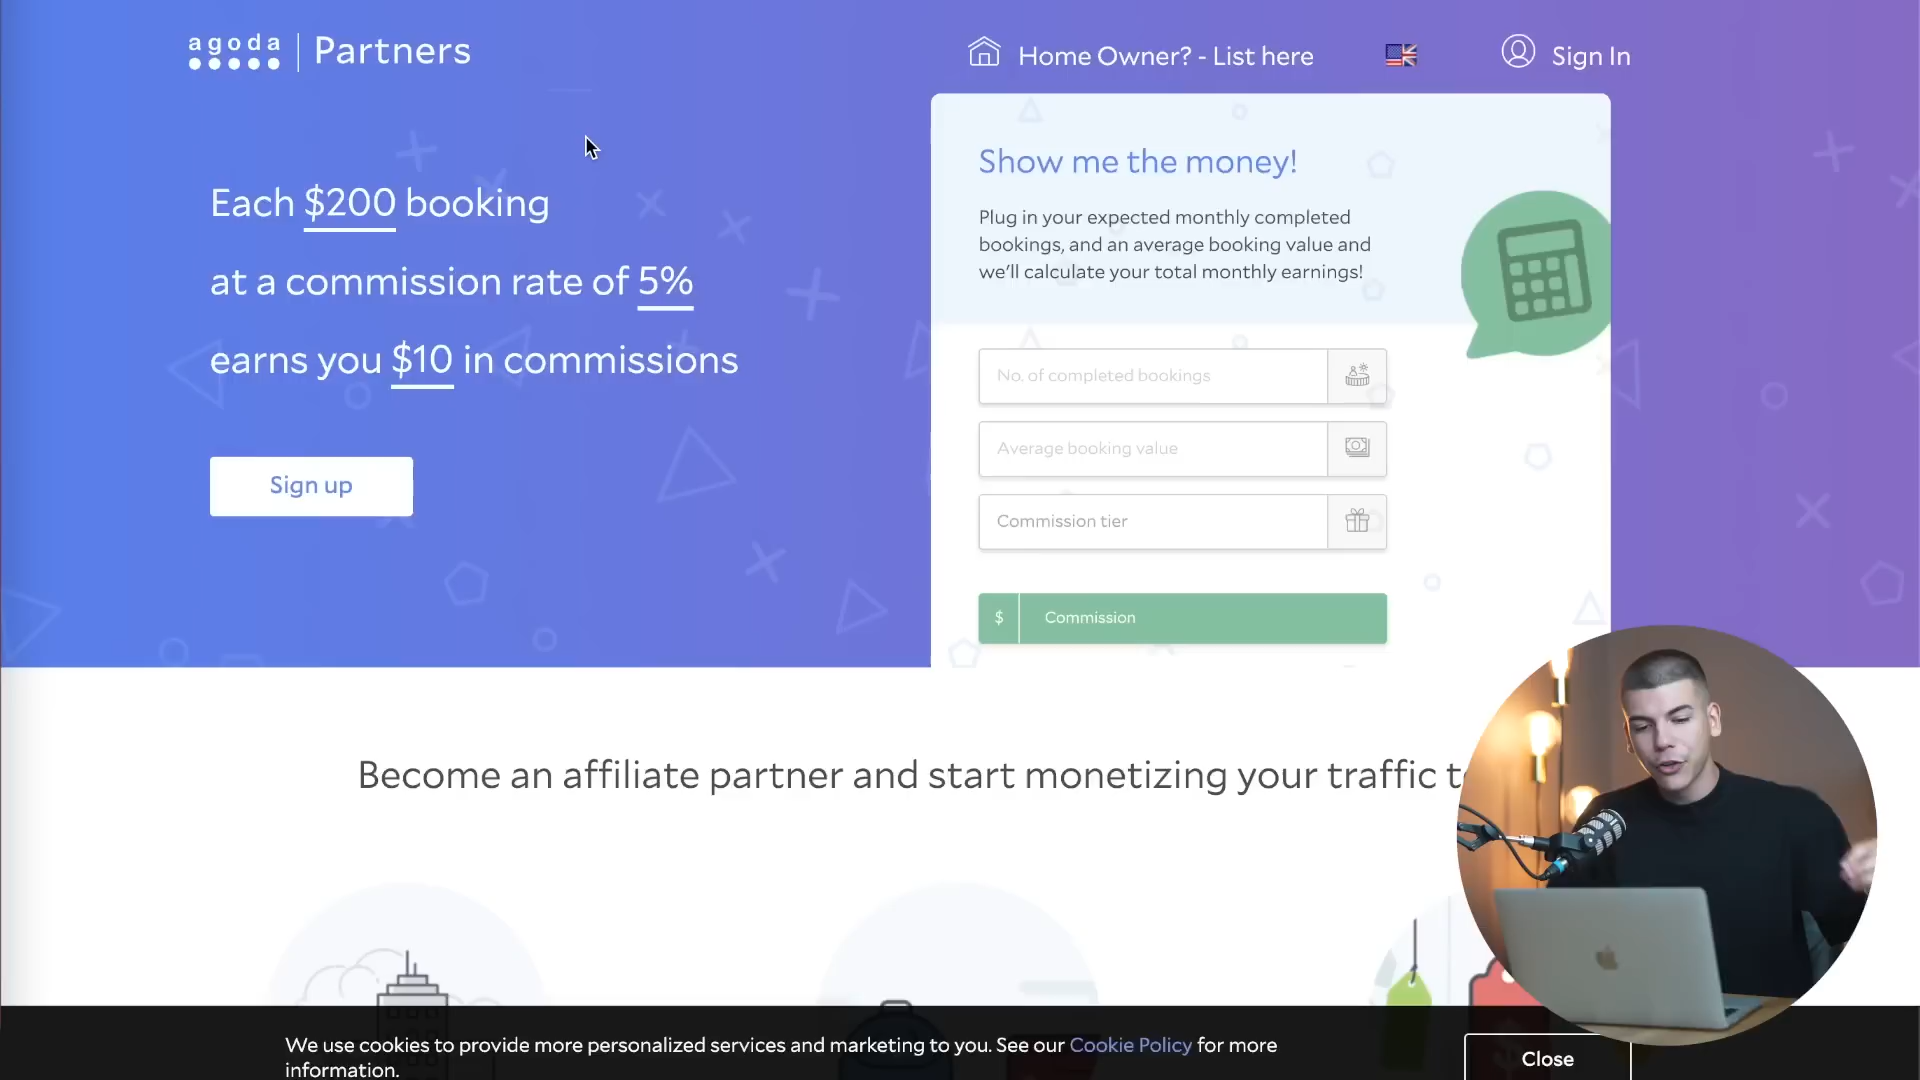 agoda
Partners
Home Owner? - List here
Sign In
Each $200 booking
at a commission rate of 5%
earns you $10 in commissions
Sign up
Show me the money!
Plug in your expected monthly completed
bookings, and an average booking value and
we'll calculate your total monthly earnings!
No. of completed bookings
Average booking value
Commission tier
$ Commission
Become an affiliate partner and start monetizing your traffic
We use cookies to provide more personalized services and marketing to you. See our Cookie Policy for more
information.
Close